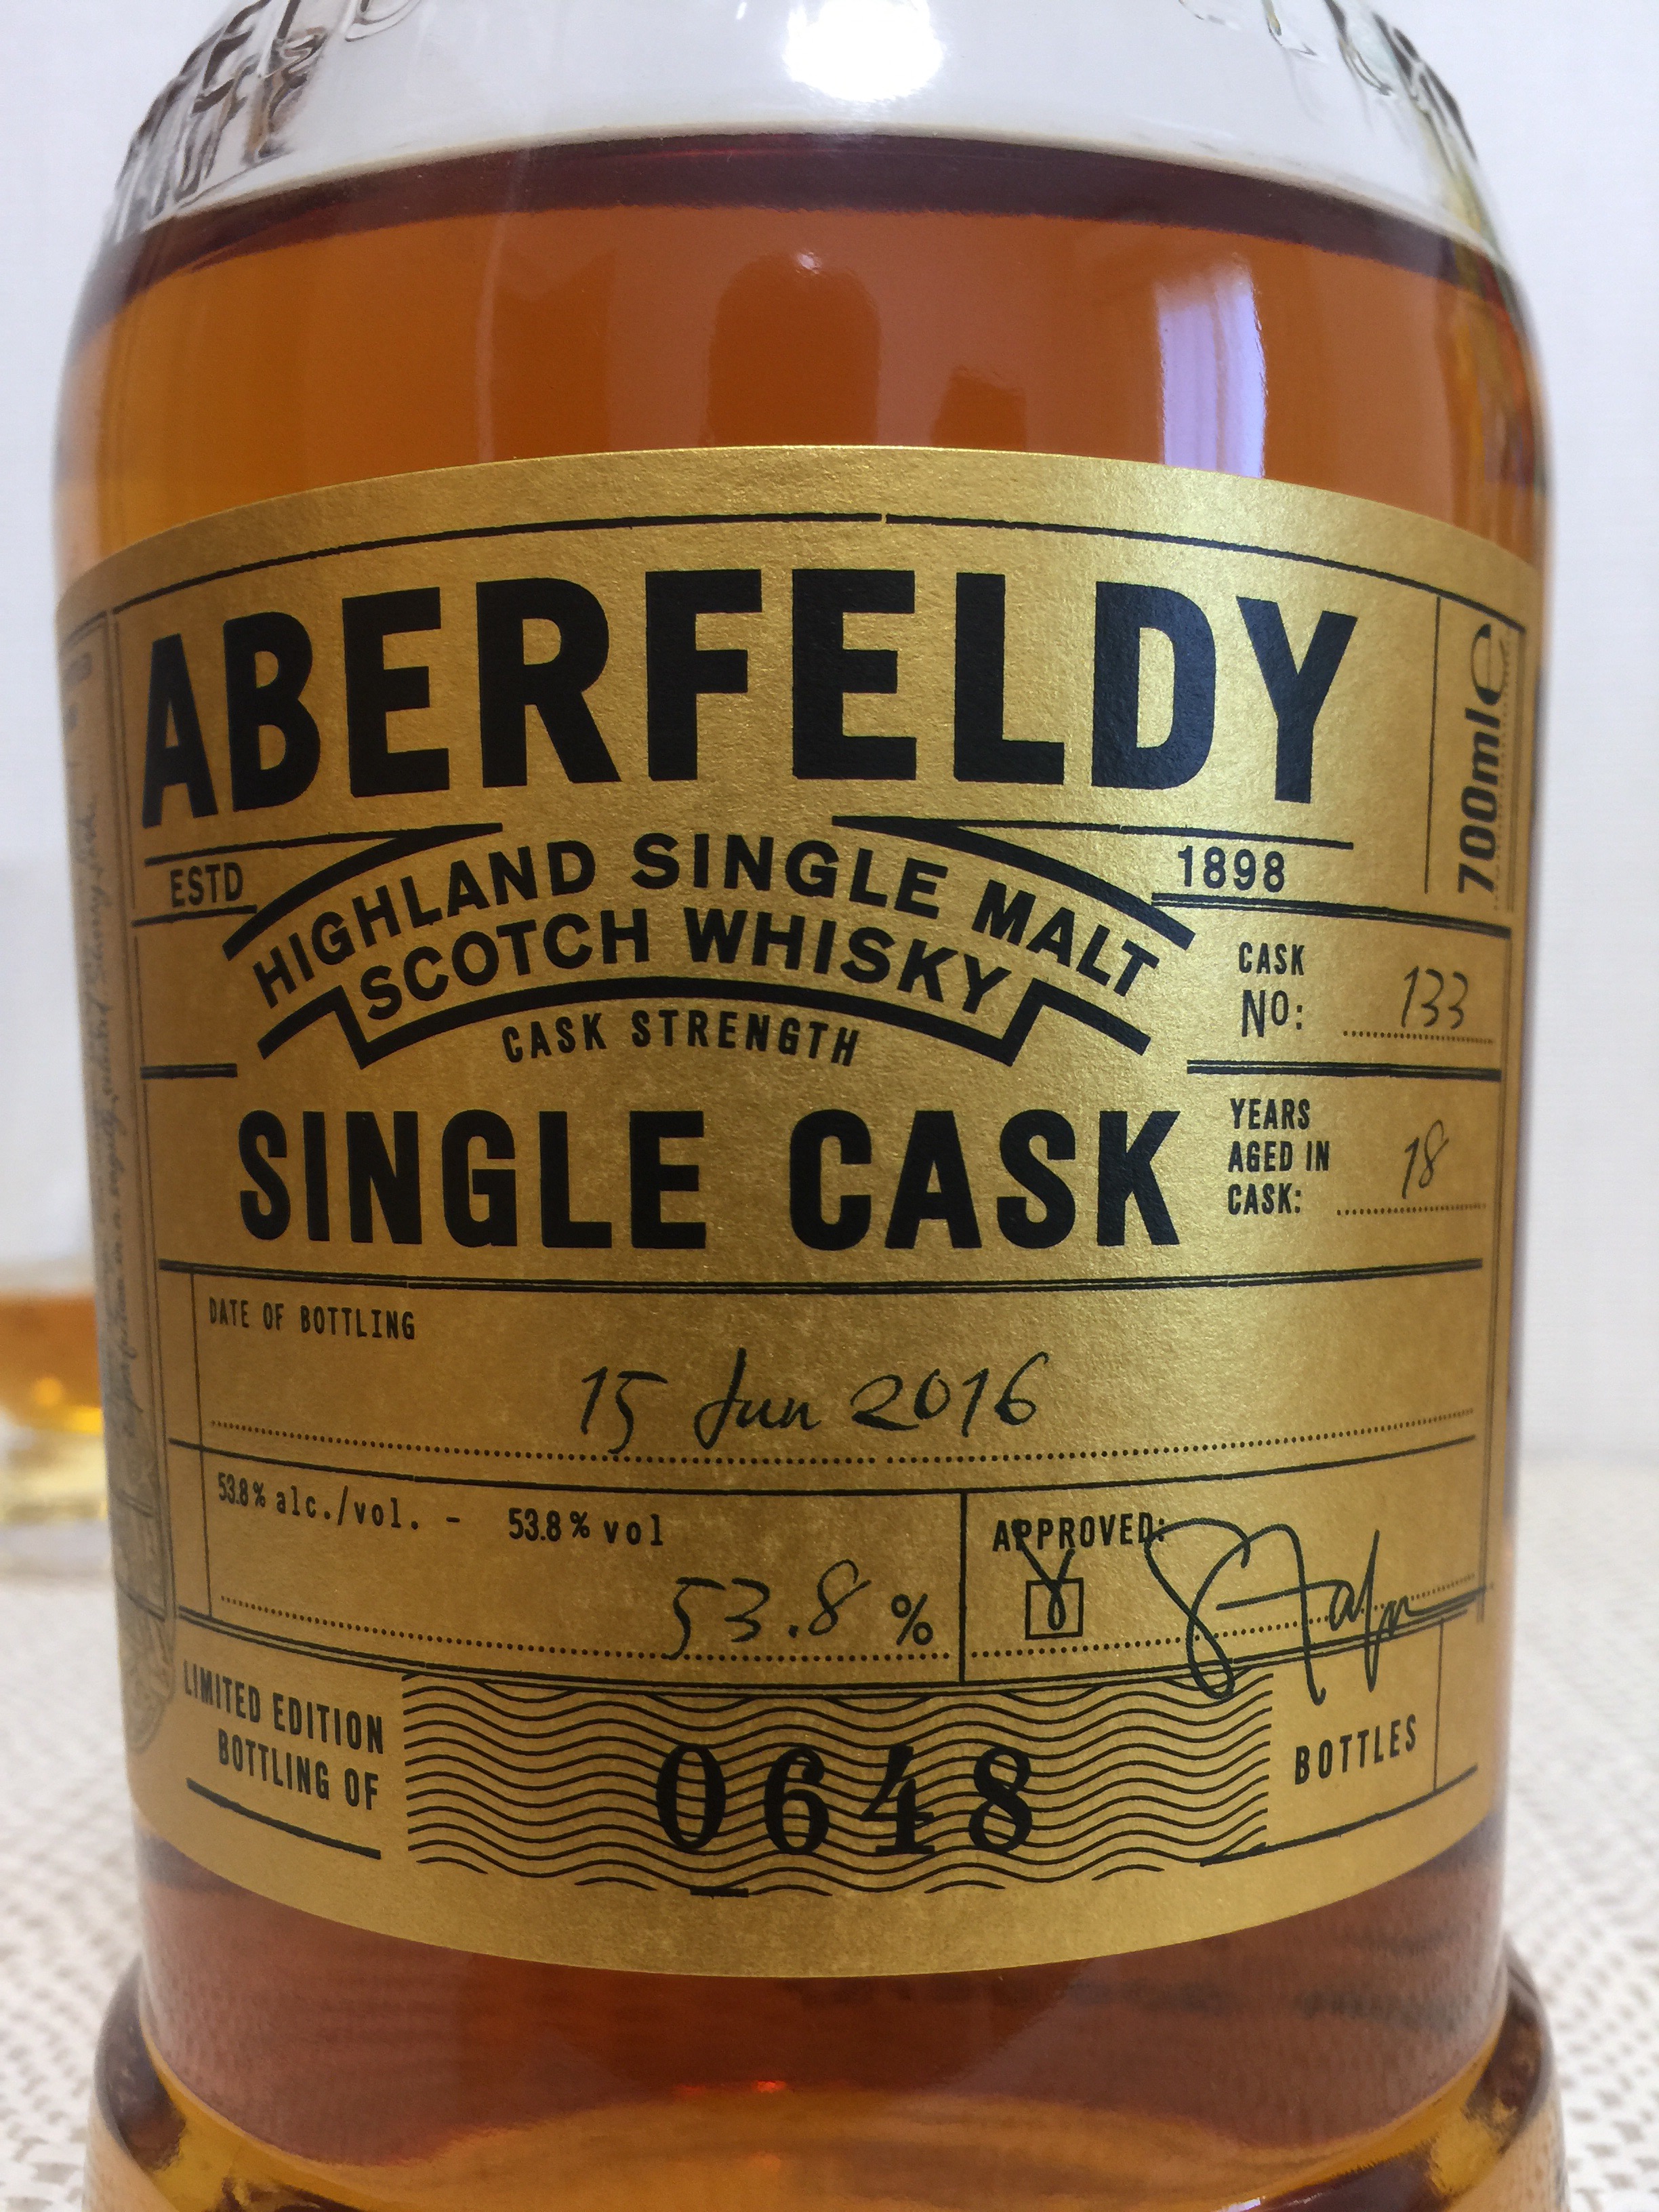 ABERFELDY
700ml e
ESTD
1898
HIGHLAND SINGLE MALT
SCOTCH WHISKY
CASK STRENGTH
CASK
No: 133
SINGLE CASK
YEARS
AGED IN
CASK: 18
DATE OF BOTTLING
15 Jun 2016
53.8% alc./vol. - 53.8% vol
53.8 %
APPROVED:
LIMITED EDITION
BOTTLING OF
0648
BOTTLES